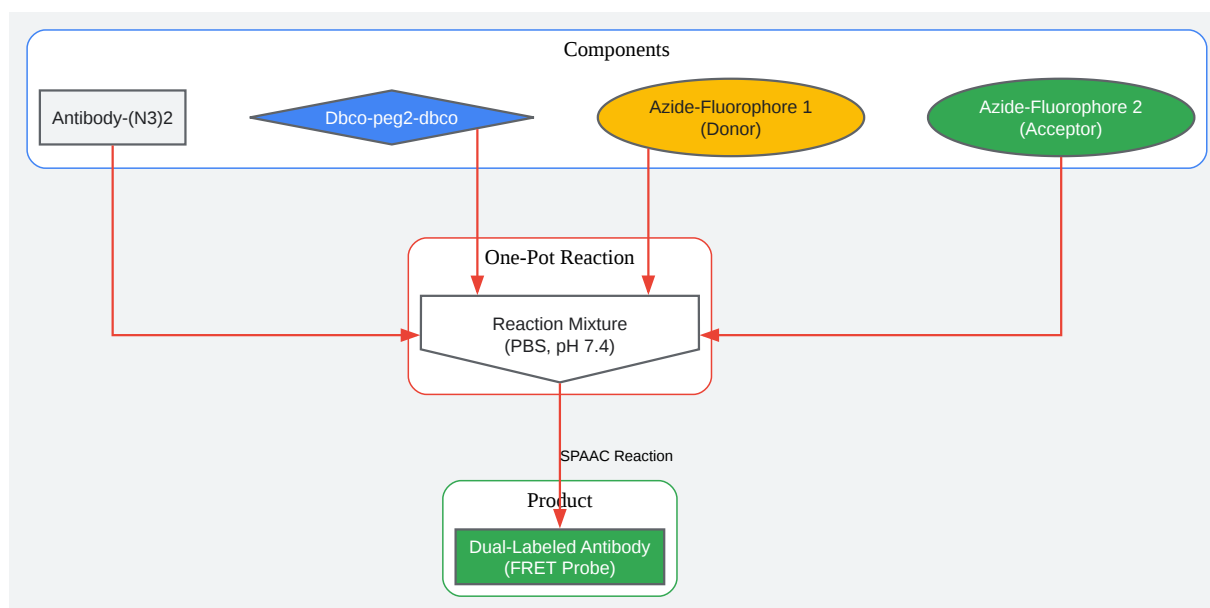 Components
Antibody-(N3)2
Dbco-peg2-dbco
Azide-Fluorophore 1
(Donor)
Azide-Fluorophore 2
(Acceptor)
One-Pot Reaction
Reaction Mixture
(PBS, pH 7.4)
SPAAC Reaction
Product
Dual-Labeled Antibody
(FRET Probe)